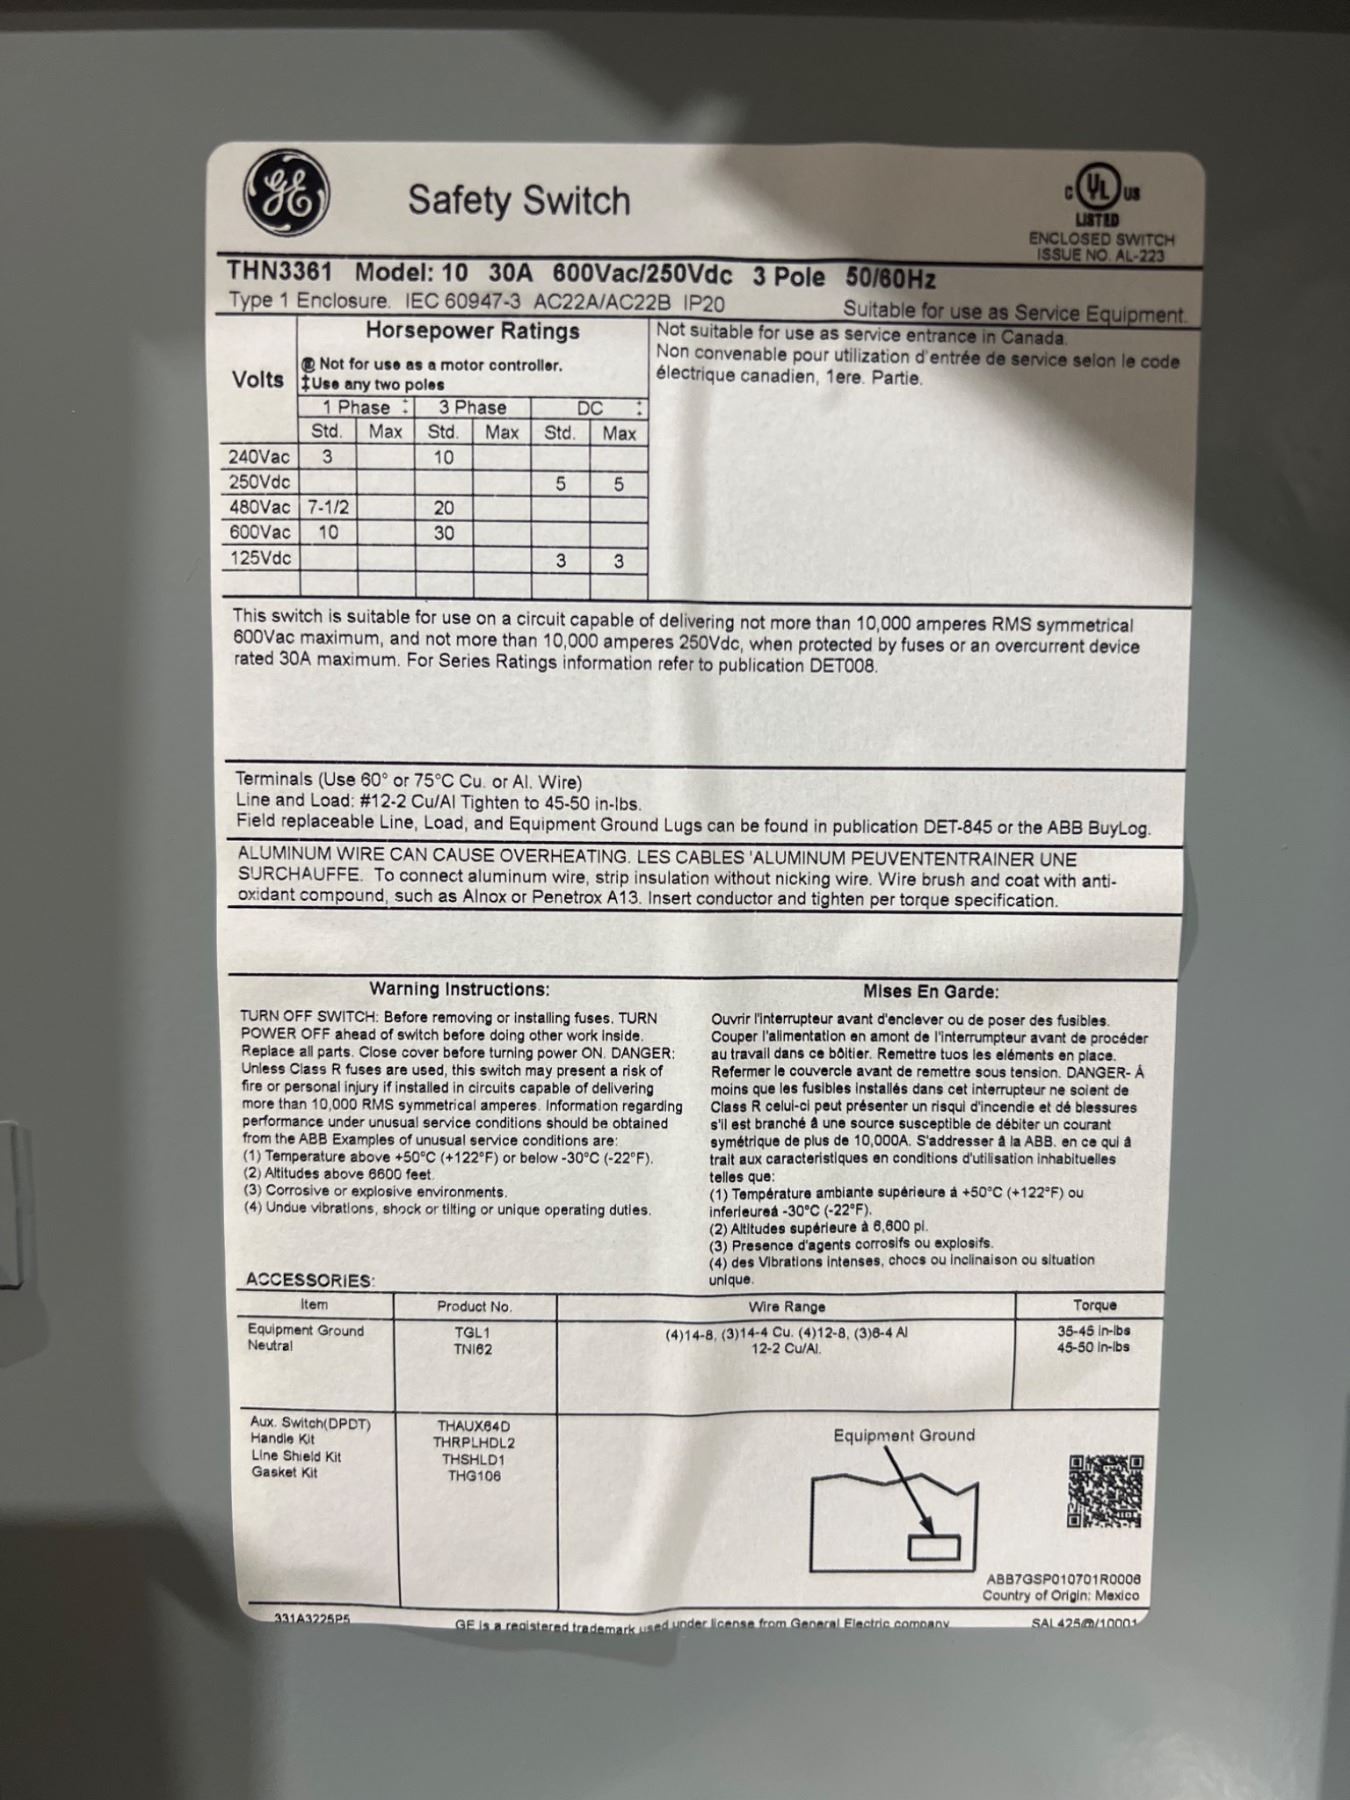 GE
Safety Switch
C UL US
LISTED
ENCLOSED SWITCH
ISSUE NO. AL-223
THN3361 Model: 10 30A 600Vac/250Vdc 3 Pole 50/60Hz
Type 1 Enclosure. IEC 60947-3 AC22A/AC22B IP20 Suitable for use as Service Equipment.
Horsepower Ratings
Volts
Not for use as a motor controller.
‡Use any two poles
1 Phase ‡ 3 Phase DC ‡
Std. Max Std. Max Std. Max
240Vac 3 10
250Vdc 5 5
480Vac 7-1/2 20
600Vac 10 30
125Vdc 3 3
Not suitable for use as service entrance in Canada.
Non convenable pour utilization d'entrée de service selon le code
électrique canadien, 1ere. Partie.
This switch is suitable for use on a circuit capable of delivering not more than 10,000 amperes RMS symmetrical
600Vac maximum, and not more than 10,000 amperes 250Vdc, when protected by fuses or an overcurrent device
rated 30A maximum. For Series Ratings information refer to publication DET008.
Terminals (Use 60° or 75°C Cu. or Al. Wire)
Line and Load: #12-2 Cu/Al Tighten to 45-50 in-lbs.
Field replaceable Line, Load, and Equipment Ground Lugs can be found in publication DET-845 or the ABB BuyLog.
ALUMINUM WIRE CAN CAUSE OVERHEATING. LES CABLES 'ALUMINUM PEUVENTENTRAINER UNE
SURCHAUFFE. To connect aluminum wire, strip insulation without nicking wire. Wire brush and coat with anti-
oxidant compound, such as Alnox or Penetrox A13. Insert conductor and tighten per torque specification.
Warning Instructions:
TURN OFF SWITCH: Before removing or installing fuses. TURN
POWER OFF ahead of switch before doing other work inside.
Replace all parts. Close cover before turning power ON. DANGER:
Unless Class R fuses are used, this switch may present a risk of
fire or personal injury if installed in circuits capable of delivering
more than 10,000 RMS symmetrical amperes. Information regarding
performance under unusual service conditions should be obtained
from the ABB Examples of unusual service conditions are:
(1) Temperature above +50°C (+122°F) or below -30°C (-22°F).
(2) Altitudes above 6600 feet.
(3) Corrosive or explosive environments.
(4) Undue vibrations, shock or tilting or unique operating duties.
Mises En Garde:
Ouvrir l'interrupteur avant d'enclever ou de poser des fusibles.
Couper l'alimentation en amont de l'interrumpteur avant de procéder
au travail dans ce bôitier. Remettre tuos les eléments en place.
Refermer le couvercle avant de remettre sous tension. DANGER- À
moins que les fusibles installés dans cet interrupteur ne soient de
Class R celui-ci peut présenter un risqui d'incendie et dé blessures
s'il est branché â une source susceptible de débiter un courant
symétrique de plus de 10,000A. S'addresser â la ABB. en ce qui â
trait aux caracteristiques en conditions d'utilisation inhabituelles
telles que:
(1) Température ambiante supérieure á +50°C (+122°F) ou
inferieureá -30°C (-22°F).
(2) Altitudes supérieure à 6,600 pi.
(3) Presence d'agents corrosifs ou explosifs.
(4) des Vibrations intenses, chocs ou inclinaison ou situation
unique.
ACCESSORIES:
Item Product No. Wire Range Torque
Equipment Ground TGL1 (4)14-8, (3)14-4 Cu. (4)12-8, (3)6-4 Al 35-45 in-lbs
Neutral TNI62 12-2 Cu/Al. 45-50 in-lbs
Aux. Switch(DPDT) THAUX64D
Handle Kit THRPLHDL2
Line Shield Kit THSHLD1
Gasket Kit THG106
Equipment Ground
ABB7GSP010701R0006
Country of Origin: Mexico
331A3225P5 GE is a registered trademark used under license from General Electric company